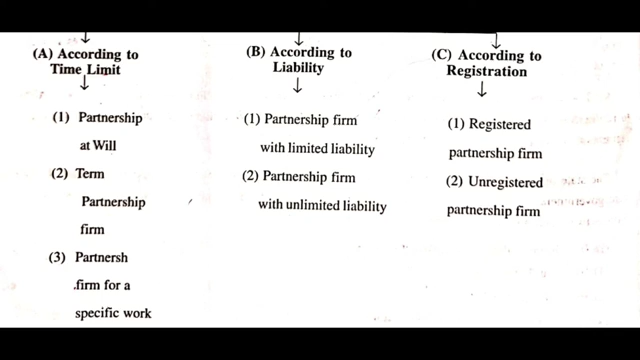 (A) According to
Time Limit
(1) Partnership
at Will
(2) Term
Partnership
firm
(3) Partnersh
.firm for a
specific work
(B) According to
Liability
(1) Partnership firm
with limited liability
(2) Partnership firm
with unlimited liability
(C) According to
Registration
(1) Registered
partnership firm
(2) Unregistered
partnership firm